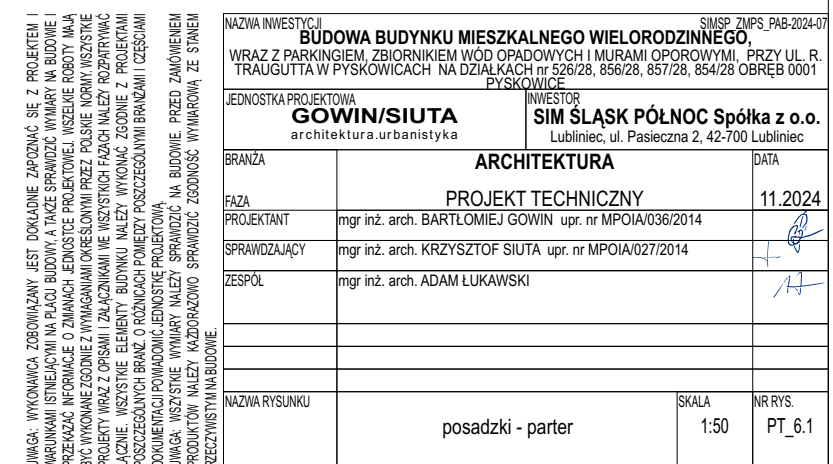 UWAGA: WYKONAWCA ZOBOWIĄZANY JEST DOKŁADNIE ZAPOZNAĆ SIĘ Z PROJEKTEM I
WARUNKAMI ISTNIEJĄCYMI NA PLACU BUDOWY, A TAKŻE SPRAWDZIĆ WYMIARY NA BUDOWIE I
PRZEKAZAĆ INFORMACJE O ZMIANACH JEDNOSTCE PROJEKTOWEJ. WSZELKIE ROBOTY MAJĄ
BYĆ WYKONANE ZGODNIE Z WYMAGANIAMI OKREŚLONYMI PRZEZ POLSKIE NORMY. WSZYSTKIE
PROJEKTY WRAZ Z OPISAMI I ZAŁĄCZNIKAMI WE WSZYSTKICH FAZACH NALEŻY ROZPATRYWAĆ
ŁĄCZNIE. WSZYSTKIE ELEMENTY BUDYNKU NALEŻY WYKONAĆ ZGODNIE Z PROJEKTAMI
POSZCZEGÓLNYCH BRANŻ. O RÓŻNICACH POMIĘDZY POSZCZEGÓLNYMI BRANŻAMI I CZĘŚCIAMI
DOKUMENTACJI POWIADOMIĆ JEDNOSTKĘ PROJEKTOWĄ.
UWAGA: WSZYSTKIE WYMIARY NALEŻY SPRAWDZIĆ NA BUDOWIE. PRZED ZAMÓWIENIEM
PRODUKTÓW NALEŻY KAŻDORAZOWO SPRAWDZIĆ ZGODNOŚĆ WYMIAROWĄ ZE STANEM
RZECZYWISTYM NA BUDOWIE.
NAZWA INWESTYCJI SIMSP_ZMPS_PAB-2024-07
BUDOWA BUDYNKU MIESZKALNEGO WIELORODZINNEGO,
WRAZ Z PARKINGIEM, ZBIORNIKIEM WÓD OPADOWYCH I MURAMI OPOROWYMI, PRZY UL. R.
TRAUGUTTA W PYSKOWICACH NA DZIAŁKACH nr 526/28, 856/28, 857/28, 854/28 OBRĘB 0001
PYSKOWICE
JEDNOSTKA PROJEKTOWA INWESTOR
GOWIN/SIUTA SIM ŚLĄSK PÓŁNOC Spółka z o.o.
architektura.urbanistyka Lubliniec, ul. Pasieczna 2, 42-700 Lubliniec
BRANŻA ARCHITEKTURA DATA
FAZA PROJEKT TECHNICZNY 11.2024
PROJEKTANT mgr inż. arch. BARTŁOMIEJ GOWIN upr. nr MPOIA/036/2014
SPRAWDZAJĄCY mgr inż. arch. KRZYSZTOF SIUTA upr. nr MPOIA/027/2014
ZESPÓŁ mgr inż. arch. ADAM ŁUKAWSKI
NAZWA RYSUNKU SKALA NR RYS.
posadzki - parter 1:50 PT_6.1